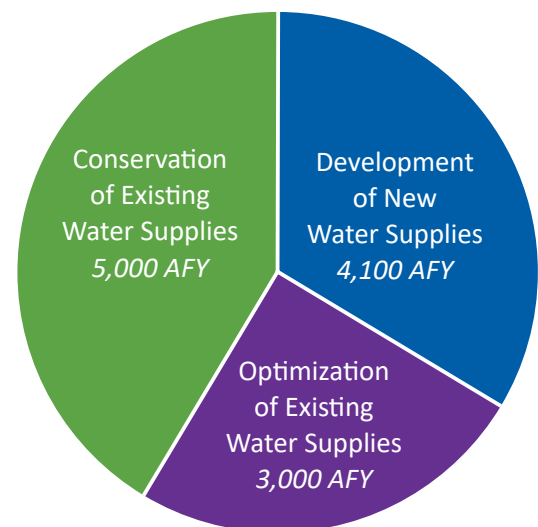 Conservation
of Existing
Water Supplies
5,000 AFY
Development
of New
Water Supplies
4,100 AFY
Optimization
of Existing
Water Supplies
3,000 AFY